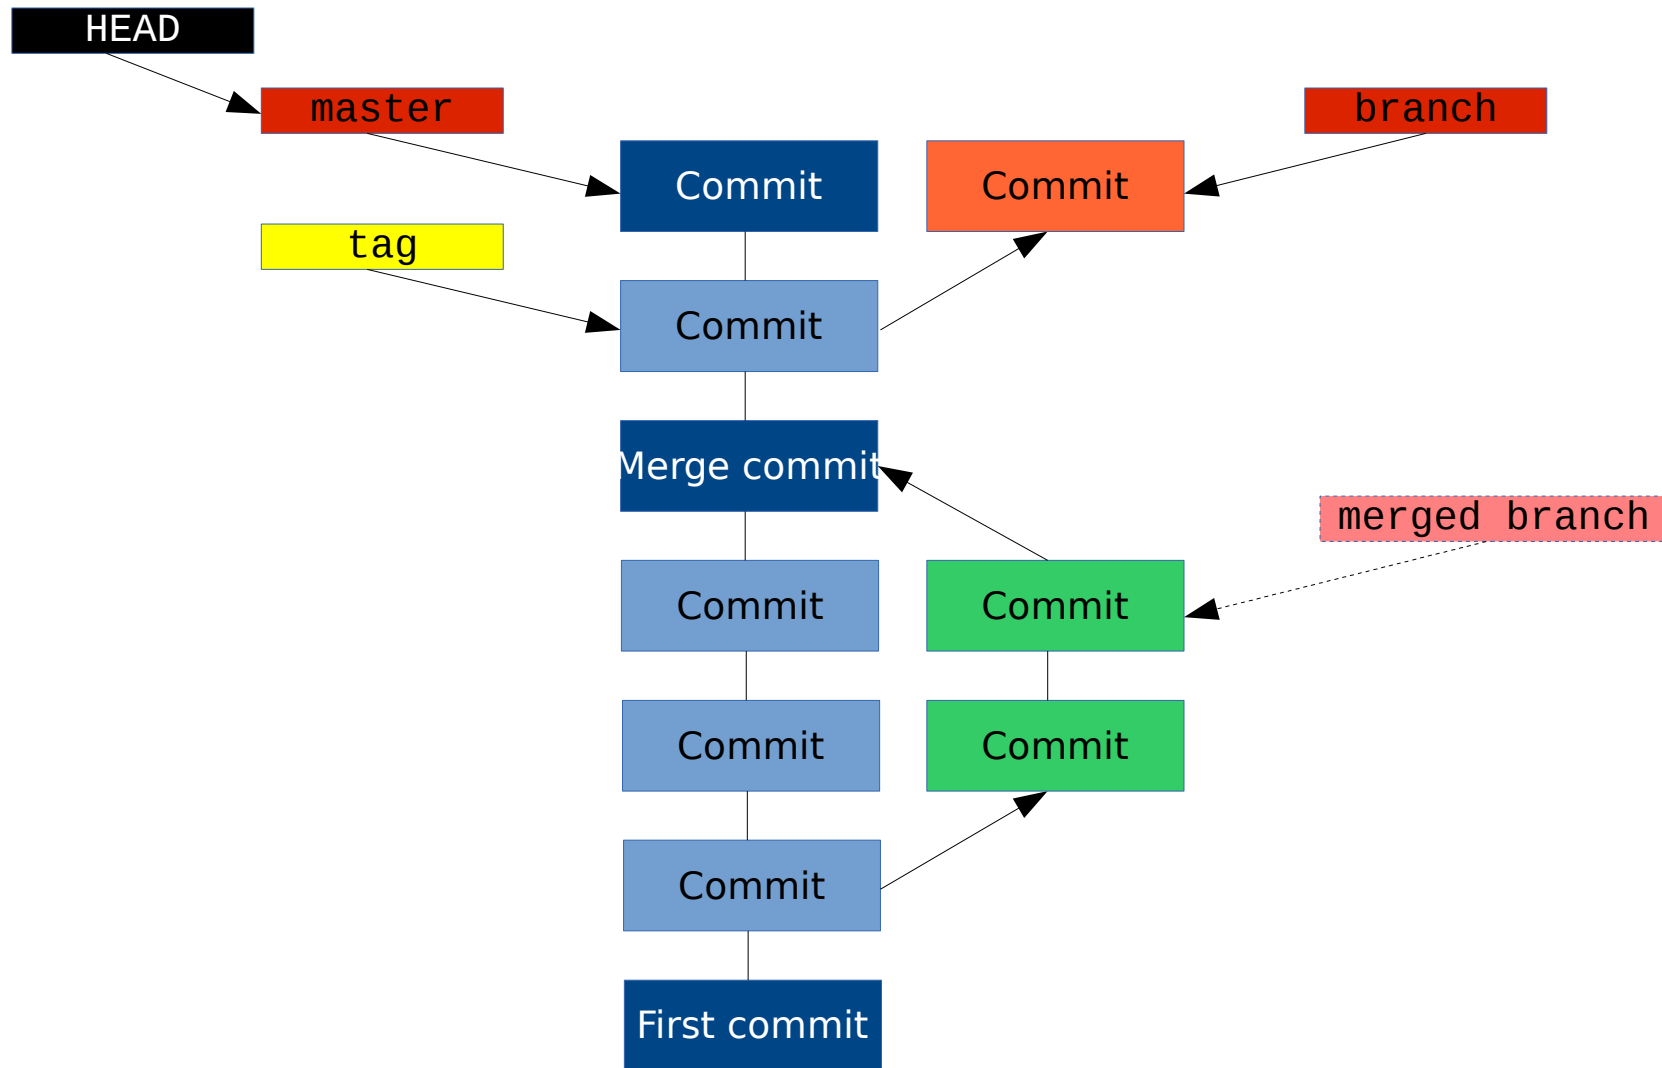 HEAD
master
branch
Commit
Commit
tag
Commit
Merge commit
merged branch
Commit
Commit
Commit
Commit
Commit
First commit